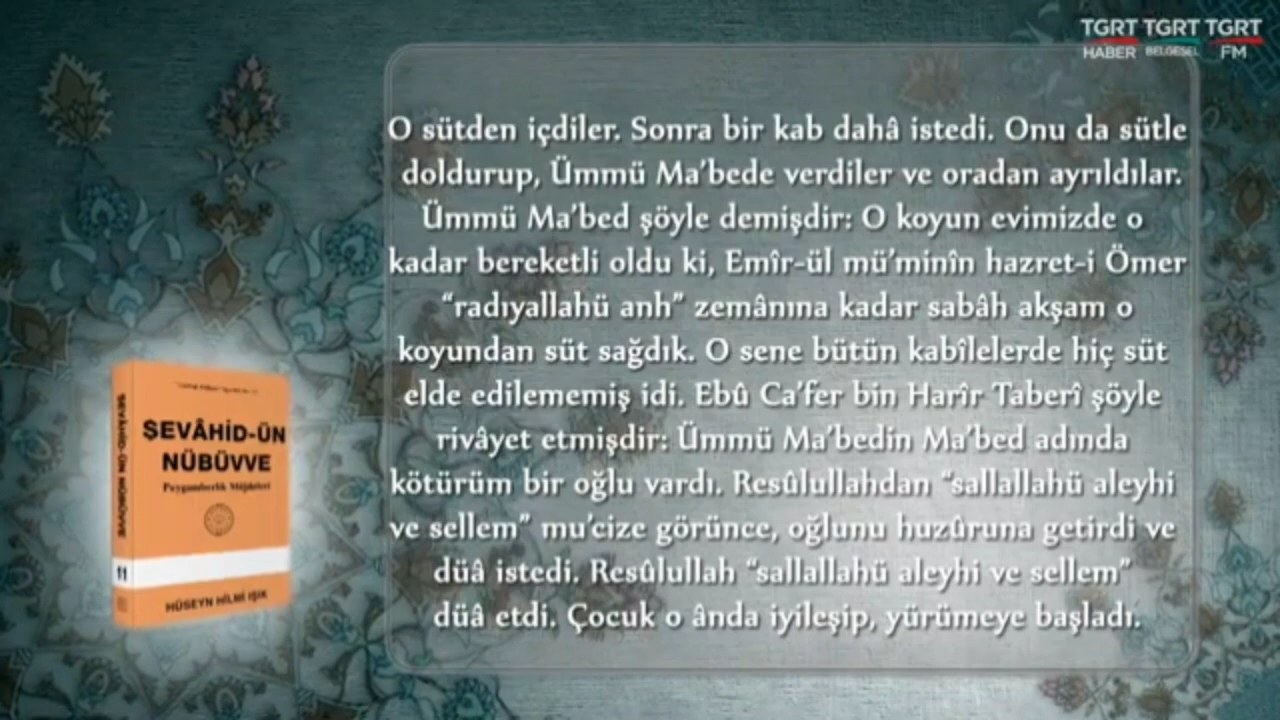 TGRT HABER TGRT BELGESEL TGRT FM
O sütden içdiler. Sonra bir kab dahâ istedi. Onu da sütle
doldurup, Ümmü Ma’bede verdiler ve oradan ayrıldılar.
Ümmü Ma’bed şöyle demişdir: O koyun evimizde o
kadar bereketli oldu ki, Emîr-ül mü’minîn hazret-i Ömer
“radıyallahü anh” zemânına kadar sabâh akşam o
koyundan süt sağdık. O sene bütün kabîlelerde hiç süt
elde edilememiş idi. Ebû Ca’fer bin Harîr Taberî şöyle
rivâyet etmişdir: Ümmü Ma’bedin Ma’bed adında
kötürüm bir oğlu vardı. Resûlullahdan “sallallahü aleyhi
ve sellem” mu’cize görünce, oğlunu huzûruna getirdi ve
düâ istedi. Resûlullah “sallallahü aleyhi ve sellem”
düâ etdi. Çocuk o ânda iyileşip, yürümeye başladı.
ŞEVÂHİD-ÜN
NÜBÜVVE
Peygamberlik Müjdeleri
HÜSEYN HİLMİ IŞIK
ŞEVÂHİD-ÜN NÜBÜVVE
11